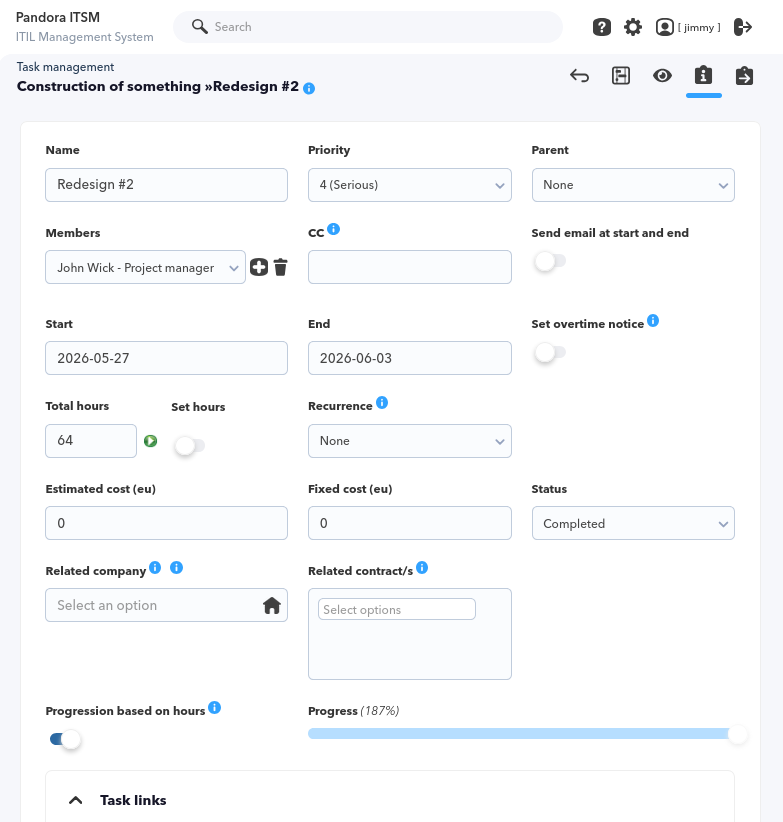 Pandora ITSM
ITIL Management System
Search
[ jimmy ]
Task management
Construction of something »Redesign #2
Name
Priority
Parent
Redesign #2
4 (Serious)
None
Members
CC
Send email at start and end
John Wick - Project manager
Start
End
Set overtime notice
2026-05-27
2026-06-03
Total hours
Set hours
Recurrence
64
None
Estimated cost (eu)
Fixed cost (eu)
Status
0
0
Completed
Related company
Related contract/s
Select an option
Select options
Progression based on hours
Progress (187%)
Task links